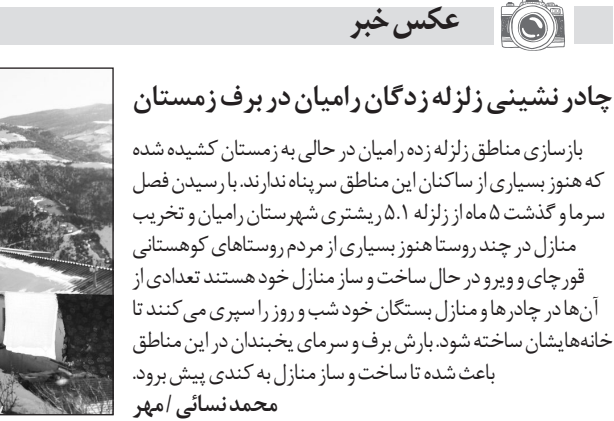 عکس خبر
چادر نشینی زلزله زدگان رامیان در برف زمستان
بازسازی مناطق زلزله زده رامیان در حالی به زمستان کشیده شده
که هنوز بسیاری از ساکنان این مناطق سرپناه ندارند. با رسیدن فصل
سرما و گذشت ۵ ماه از زلزله ۵.۱ ریشتری شهرستان رامیان و تخریب
منازل در چند روستا هنوز بسیاری از مردم روستاهای کوهستانی
قورچای و ویرو در حال ساخت و ساز منازل خود هستند تعدادی از
آن‌ها در چادرها و منازل بستگان خود شب و روز را سپری می کنند تا
خانه‌هایشان ساخته شود. بارش برف و سرمای یخبندان در این مناطق
باعث شده تا ساخت و ساز منازل به کندی پیش برود.
محمد نسائی / مهر